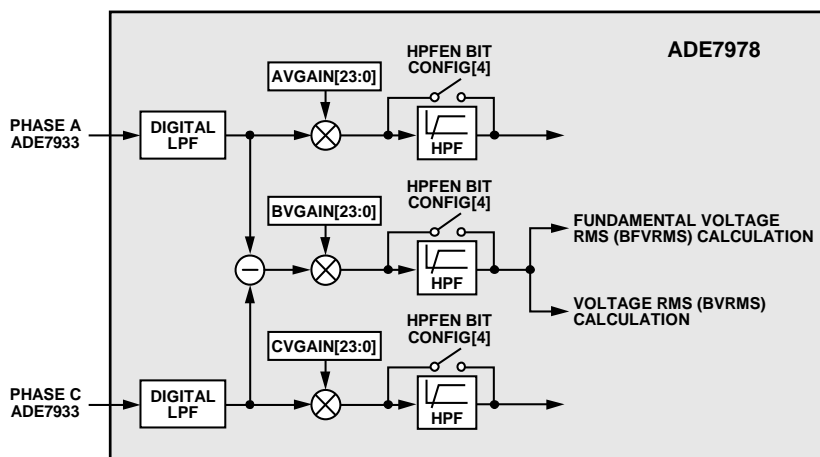 ADE7978
HPFEN BIT
CONFIG[4]
AVGAIN[23:0]
PHASE A
ADE7933
DIGITAL
LPF
HPF
HPFEN BIT
CONFIG[4]
BVGAIN[23:0]
HPF
FUNDAMENTAL VOLTAGE
RMS (BFVRMS) CALCULATION
VOLTAGE RMS (BVRMS)
CALCULATION
HPFEN BIT
CONFIG[4]
CVGAIN[23:0]
PHASE C
ADE7933
DIGITAL
LPF
HPF